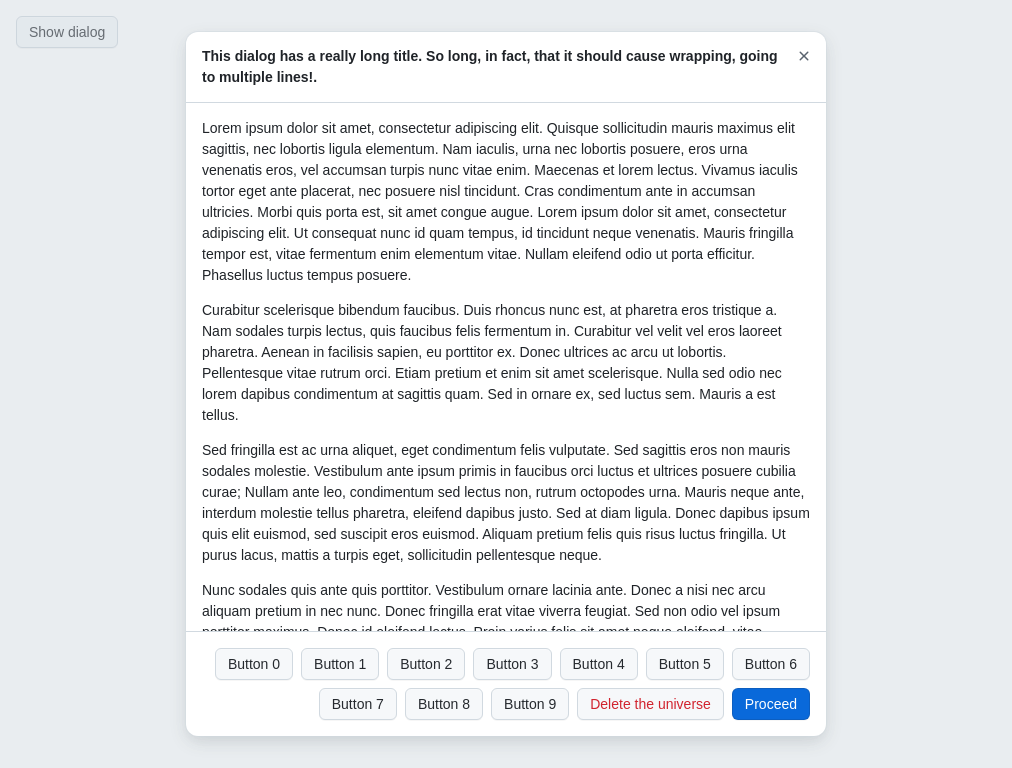 Show dialog
This dialog has a really long title. So long, in fact, that it should cause wrapping, going
to multiple lines!.
Lorem ipsum dolor sit amet, consectetur adipiscing elit. Quisque sollicitudin mauris maximus elit
sagittis, nec lobortis ligula elementum. Nam iaculis, urna nec lobortis posuere, eros urna
venenatis eros, vel accumsan turpis nunc vitae enim. Maecenas et lorem lectus. Vivamus iaculis
tortor eget ante placerat, nec posuere nisl tincidunt. Cras condimentum ante in accumsan
ultricies. Morbi quis porta est, sit amet congue augue. Lorem ipsum dolor sit amet, consectetur
adipiscing elit. Ut consequat nunc id quam tempus, id tincidunt neque venenatis. Mauris fringilla
tempor est, vitae fermentum enim elementum vitae. Nullam eleifend odio ut porta efficitur.
Phasellus luctus tempus posuere.
Curabitur scelerisque bibendum faucibus. Duis rhoncus nunc est, at pharetra eros tristique a.
Nam sodales turpis lectus, quis faucibus felis fermentum in. Curabitur vel velit vel eros laoreet
pharetra. Aenean in facilisis sapien, eu porttitor ex. Donec ultrices ac arcu ut lobortis.
Pellentesque vitae rutrum orci. Etiam pretium et enim sit amet scelerisque. Nulla sed odio nec
lorem dapibus condimentum at sagittis quam. Sed in ornare ex, sed luctus sem. Mauris a est
tellus.
Sed fringilla est ac urna aliquet, eget condimentum felis vulputate. Sed sagittis eros non mauris
sodales molestie. Vestibulum ante ipsum primis in faucibus orci luctus et ultrices posuere cubilia
curae; Nullam ante leo, condimentum sed lectus non, rutrum octopodes urna. Mauris neque ante,
interdum molestie tellus pharetra, eleifend dapibus justo. Sed at diam ligula. Donec dapibus ipsum
quis elit euismod, sed suscipit eros euismod. Aliquam pretium felis quis risus luctus fringilla. Ut
purus lacus, mattis a turpis eget, sollicitudin pellentesque neque.
Nunc sodales quis ante quis porttitor. Vestibulum ornare lacinia ante. Donec a nisi nec arcu
aliquam pretium in nec nunc. Donec fringilla erat vitae viverra feugiat. Sed non odio vel ipsum
porttitor maximus. Donec id eleifend lectus. Proin varius felis sit amet neque eleifend, vitae
Button 0 Button 1 Button 2 Button 3 Button 4 Button 5 Button 6
Button 7 Button 8 Button 9 Delete the universe Proceed